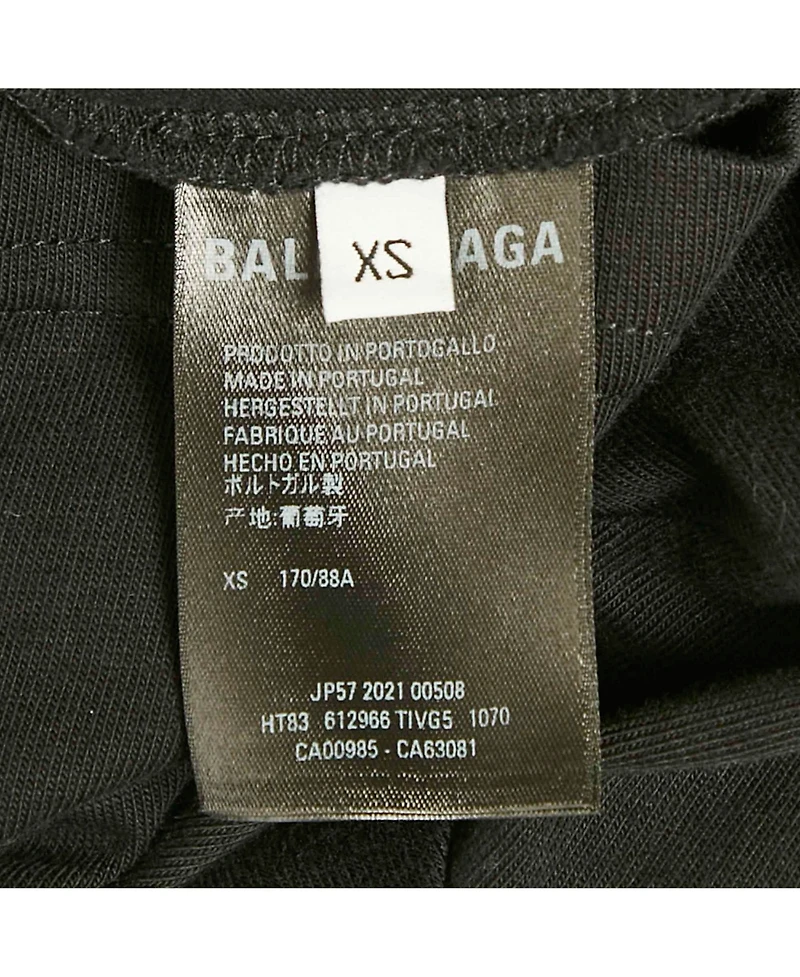 BAL XS AGA
PRODOTTO IN PORTOGALLO
MADE IN PORTUGAL
HERGESTELLT IN PORTUGAL
FABRIQUE AU PORTUGAL
HECHO EN PORTUGAL
ポルトガル製
产地:葡萄牙
XS 170/88A
JP57 2021 00508
HT83 612966 TIVG5 1070
CA00985 - CA63081